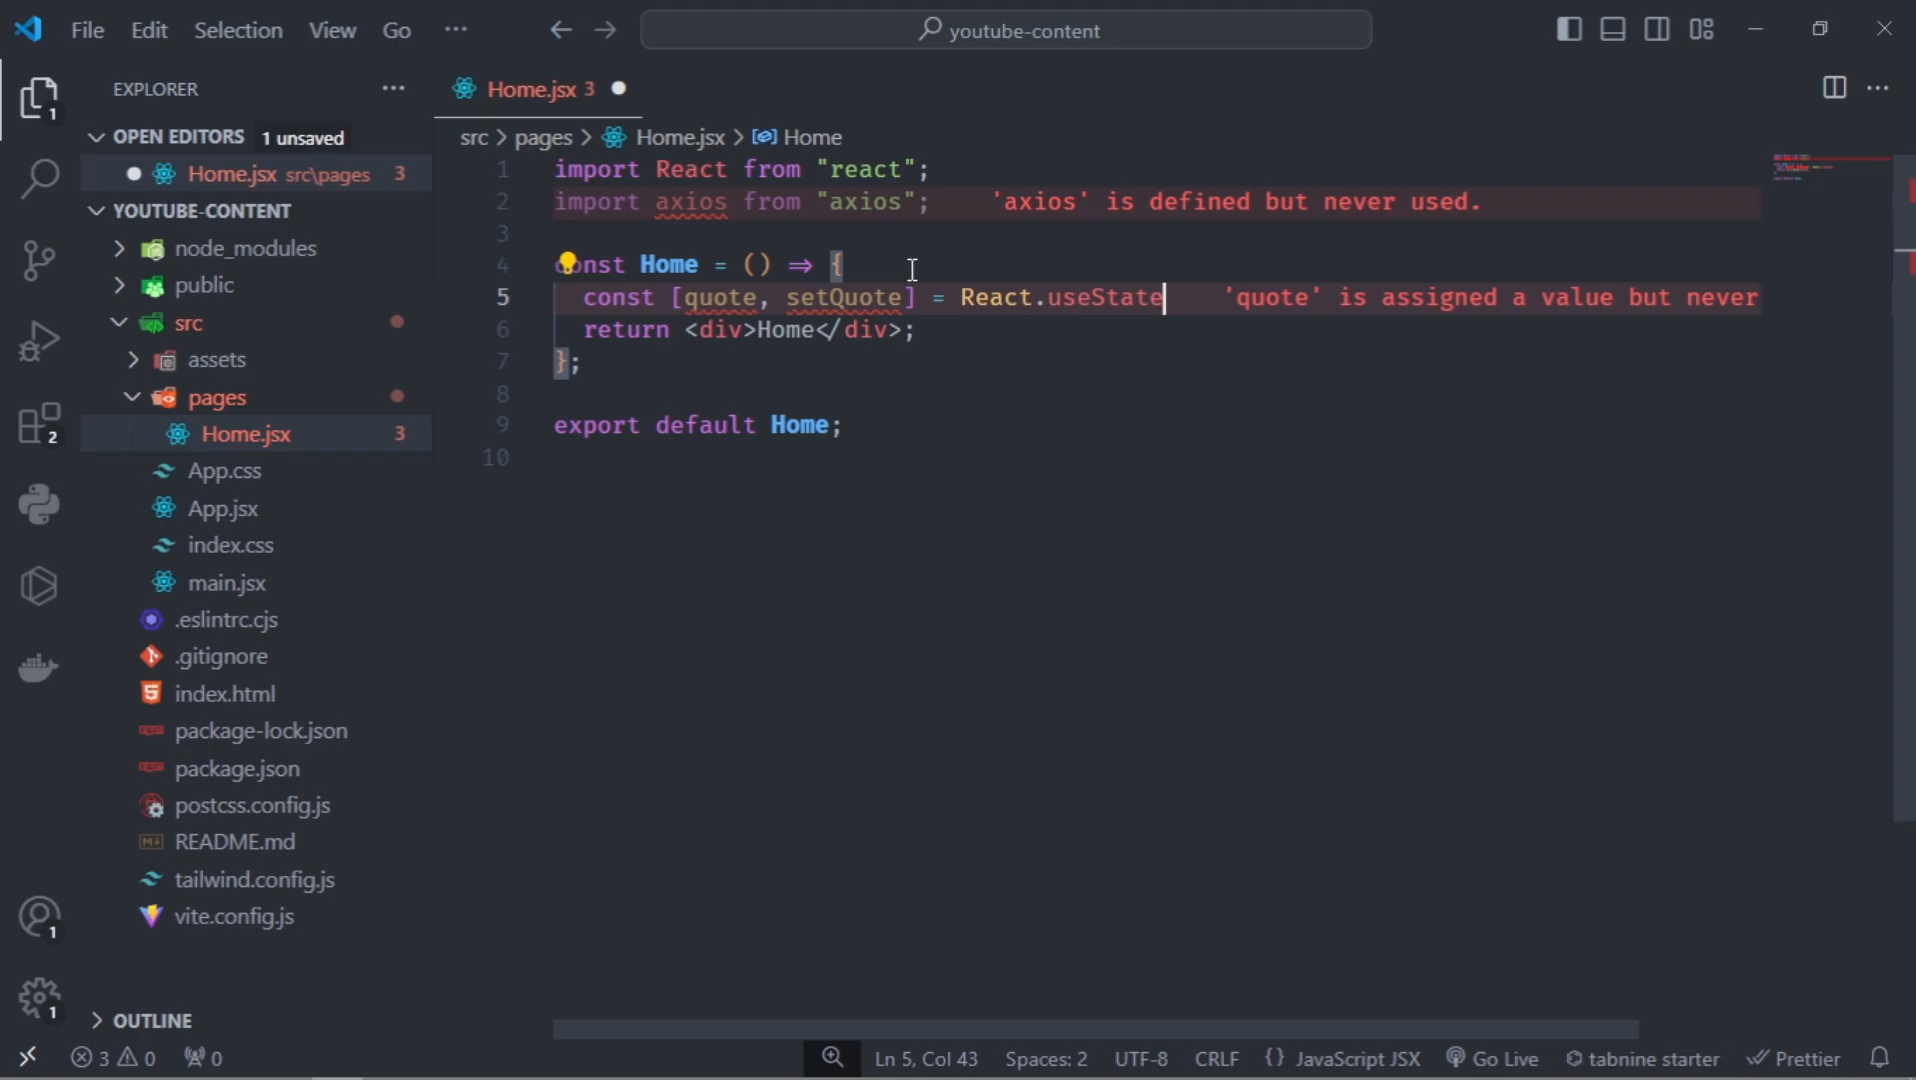 File Edit Selection View Go ··· youtube-content
EXPLORER ···
1
OPEN EDITORS 1 unsaved
Home.jsx src\pages 3
YOUTUBE-CONTENT
node_modules
public
src
assets
pages
Home.jsx 3
App.css
App.jsx
index.css
main.jsx
.eslintrc.cjs
.gitignore
index.html
package-lock.json
package.json
postcss.config.js
README.md
tailwind.config.js
vite.config.js
OUTLINE
2
1
1
Home.jsx 3
src > pages > Home.jsx > Home
1 import React from "react";
2 import axios from "axios"; 'axios' is defined but never used.
3
4 const Home = () => {
5 const [quote, setQuote] = React.useState 'quote' is assigned a value but never
6 return <div>Home</div>;
7 };
8
9 export default Home;
10
3 0 0 Ln 5, Col 43 Spaces: 2 UTF-8 CRLF {} JavaScript JSX Go Live tabnine starter Prettier